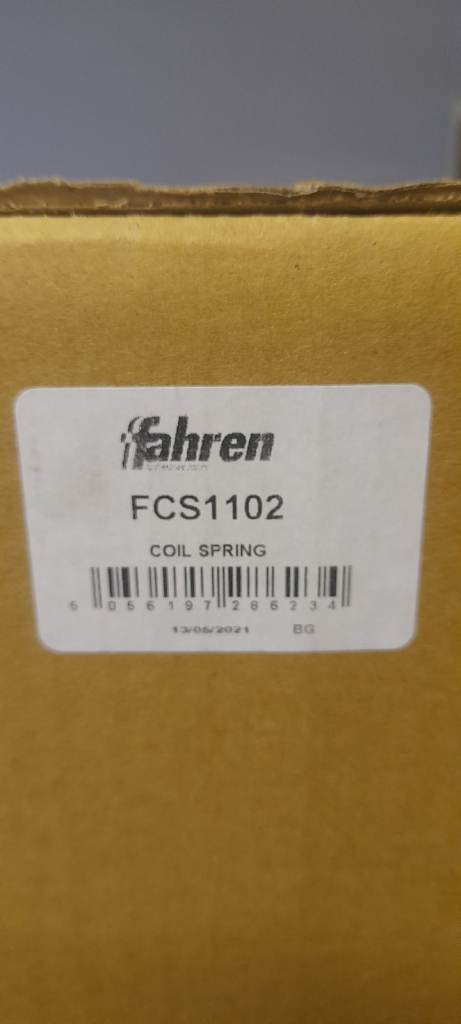 fahren
FCS1102
COIL SPRING
5 056197 286234
13/05/2021 BG